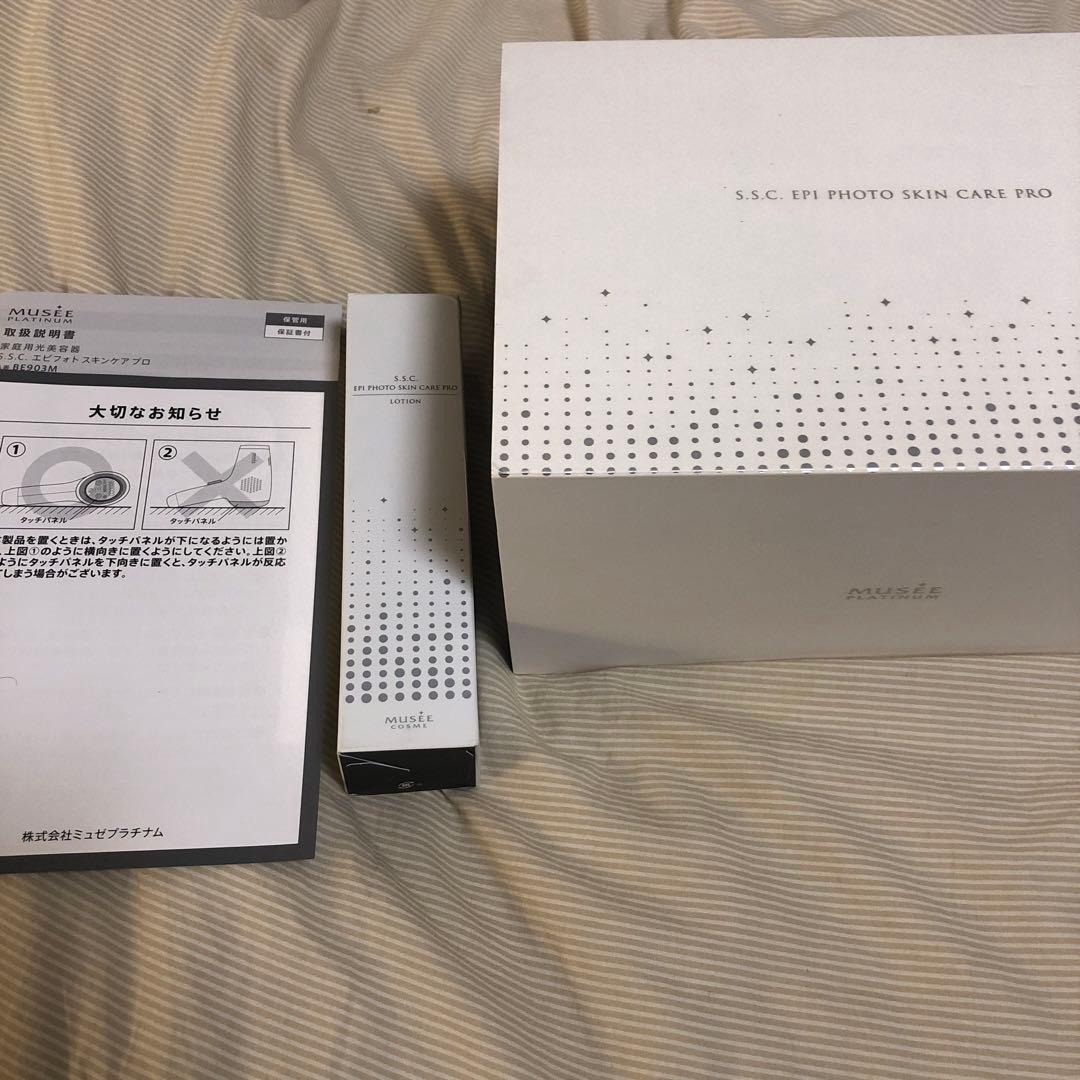 MUSÉE
PLATINUM
保管用
保証書付
取扱説明書
家庭用光美容器
S.S.C. エピフォト スキンケア プロ
BE903M
大切なお知らせ
①
②
タッチパネル
タッチパネル
製品を置くときは、タッチパネルが下になるようには置か
、上図①のように横向きに置くようにしてください。上図②
ようにタッチパネルを下向きに置くと、タッチパネルが反応
てしまう場合がございます。
株式会社ミュゼプラチナム
S.S.C.
EPI PHOTO SKIN CARE PRO
LOTION
MUSÉE
COSME
S.S.C. EPI PHOTO SKIN CARE PRO
MUSÉE
PLATINUM